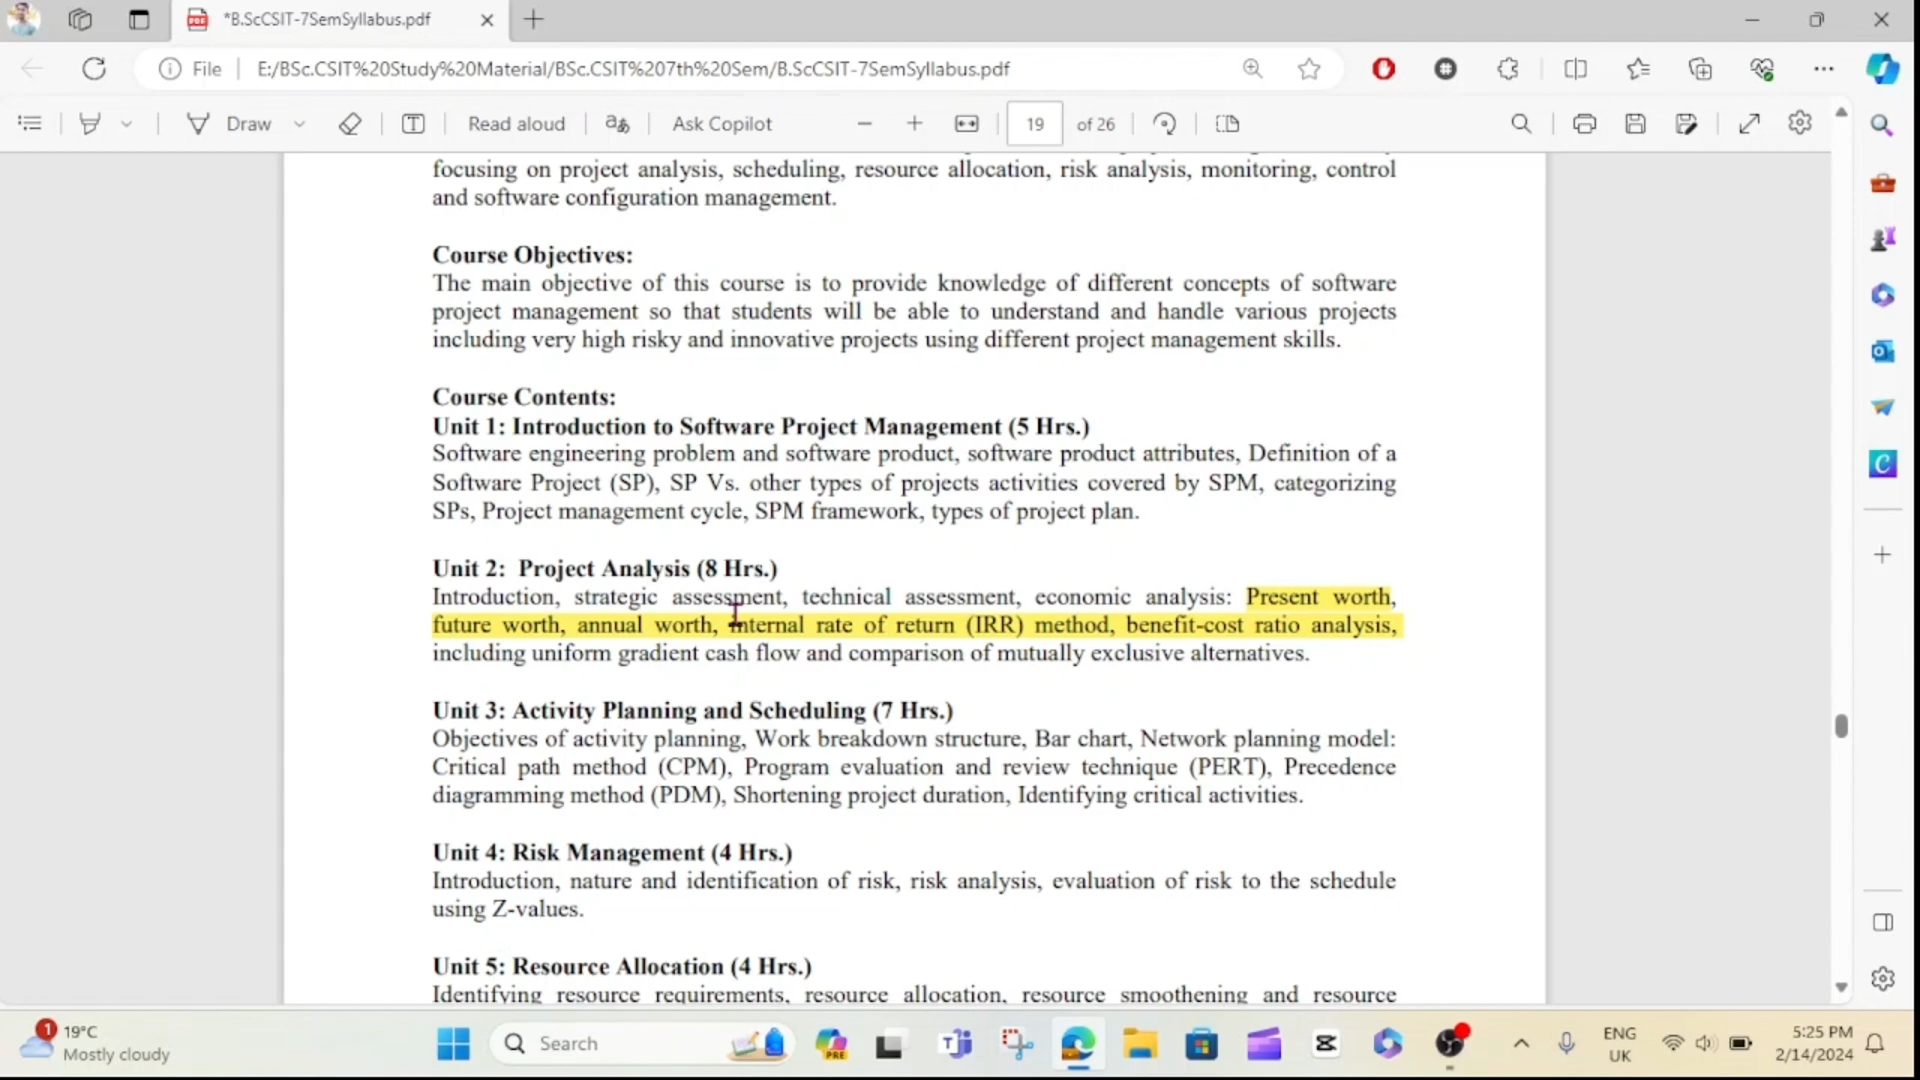 *B.ScCSIT-7SemSyllabus.pdf
File
E:/BSc.CSIT%20Study%20Material/BSc.CSIT%207th%20Sem/B.ScCSIT-7SemSyllabus.pdf
Draw
Read aloud
Ask Copilot
19
of 26
focusing on project analysis, scheduling, resource allocation, risk analysis, monitoring, control
and software configuration management.
Course Objectives:
The main objective of this course is to provide knowledge of different concepts of software
project management so that students will be able to understand and handle various projects
including very high risky and innovative projects using different project management skills.
Course Contents:
Unit 1: Introduction to Software Project Management (5 Hrs.)
Software engineering problem and software product, software product attributes, Definition of a
Software Project (SP), SP Vs. other types of projects activities covered by SPM, categorizing
SPs, Project management cycle, SPM framework, types of project plan.
Unit 2: Project Analysis (8 Hrs.)
Introduction, strategic assessment, technical assessment, economic analysis: Present worth,
future worth, annual worth, internal rate of return (IRR) method, benefit-cost ratio analysis,
including uniform gradient cash flow and comparison of mutually exclusive alternatives.
Unit 3: Activity Planning and Scheduling (7 Hrs.)
Objectives of activity planning, Work breakdown structure, Bar chart, Network planning model:
Critical path method (CPM), Program evaluation and review technique (PERT), Precedence
diagramming method (PDM), Shortening project duration, Identifying critical activities.
Unit 4: Risk Management (4 Hrs.)
Introduction, nature and identification of risk, risk analysis, evaluation of risk to the schedule
using Z-values.
Unit 5: Resource Allocation (4 Hrs.)
Identifying resource requirements, resource allocation, resource smoothening and resource
1
19°C
Mostly cloudy
Search
PRE
ENG
UK
5:25 PM
2/14/2024